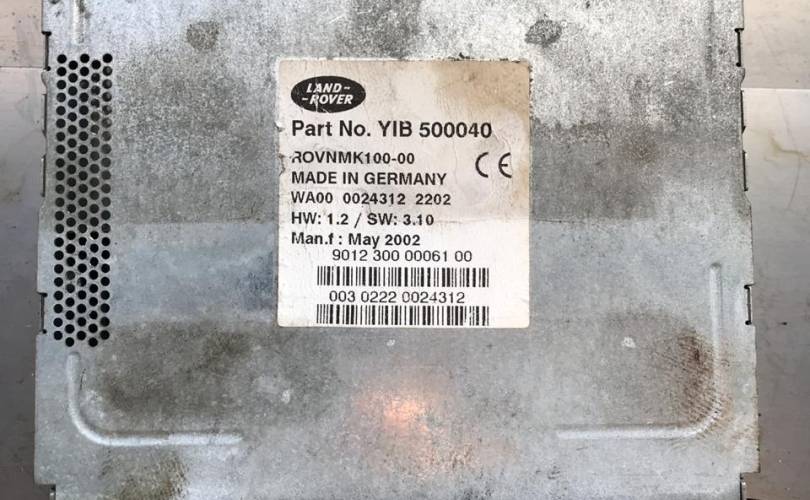 LAND-
-ROVER
Part No. YIB 500040
ROVNMK100-00
CE
MADE IN GERMANY
WA00 0024312 2202
HW: 1.2 / SW: 3.10
Man.f : May 2002
9012 300 00061 00
003 0222 0024312